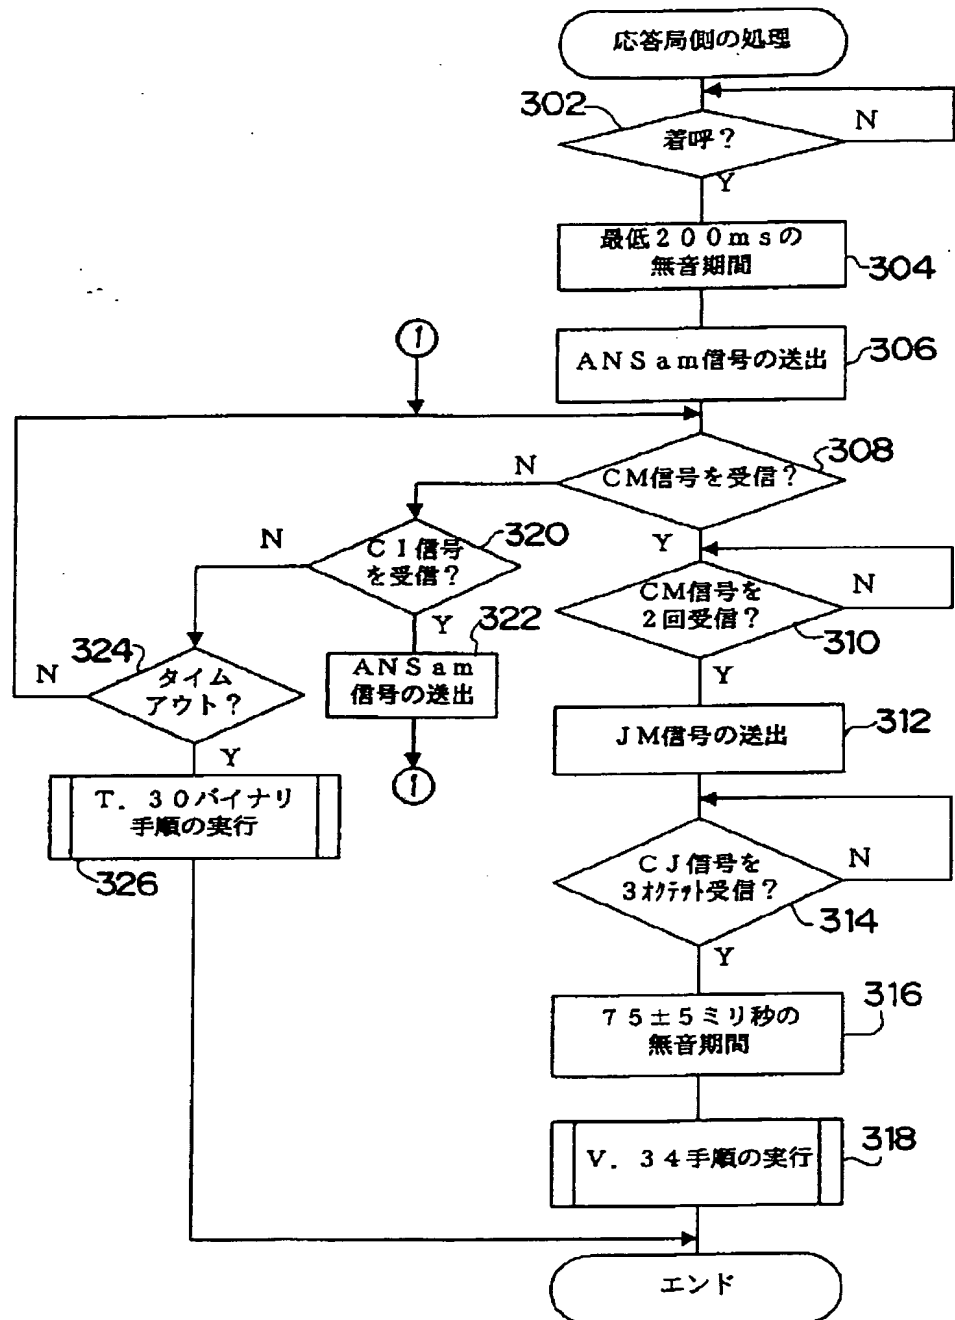 応答局側の処理
302
着呼？
N
Y
最低２００ｍｓの
無音期間
304
①
ＡＮＳａｍ信号の送出
306
N
CM信号を受信？
308
N
ＣＩ信号
を受信？
320
Y
CM信号を
２回受信？
N
310
324
N
タイム
アウト？
Y
322
ＡＮＳａｍ
信号の送出
Y
ＪＭ信号の送出
312
Y
①
Ｔ．３０バイナリ
手順の実行
326
ＣＪ信号を
３ｵｸﾃｯﾄ受信？
N
314
Y
７５±５ミリ秒の
無音期間
316
Ｖ．３４手順の実行
318
エンド